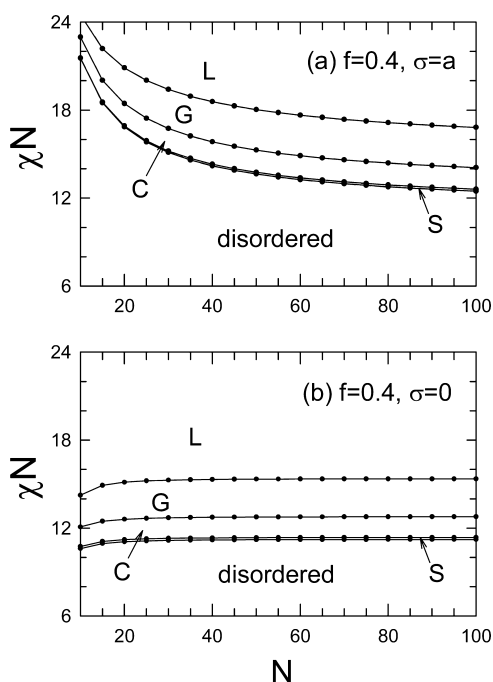 24
L
(a) f=0.4, σ=a
18
G
χN
12
C
S
disordered
6
20 40 60 80 100
24
(b) f=0.4, σ=0
L
18
χN
G
12
C
disordered
S
6
20 40 60 80 100
N